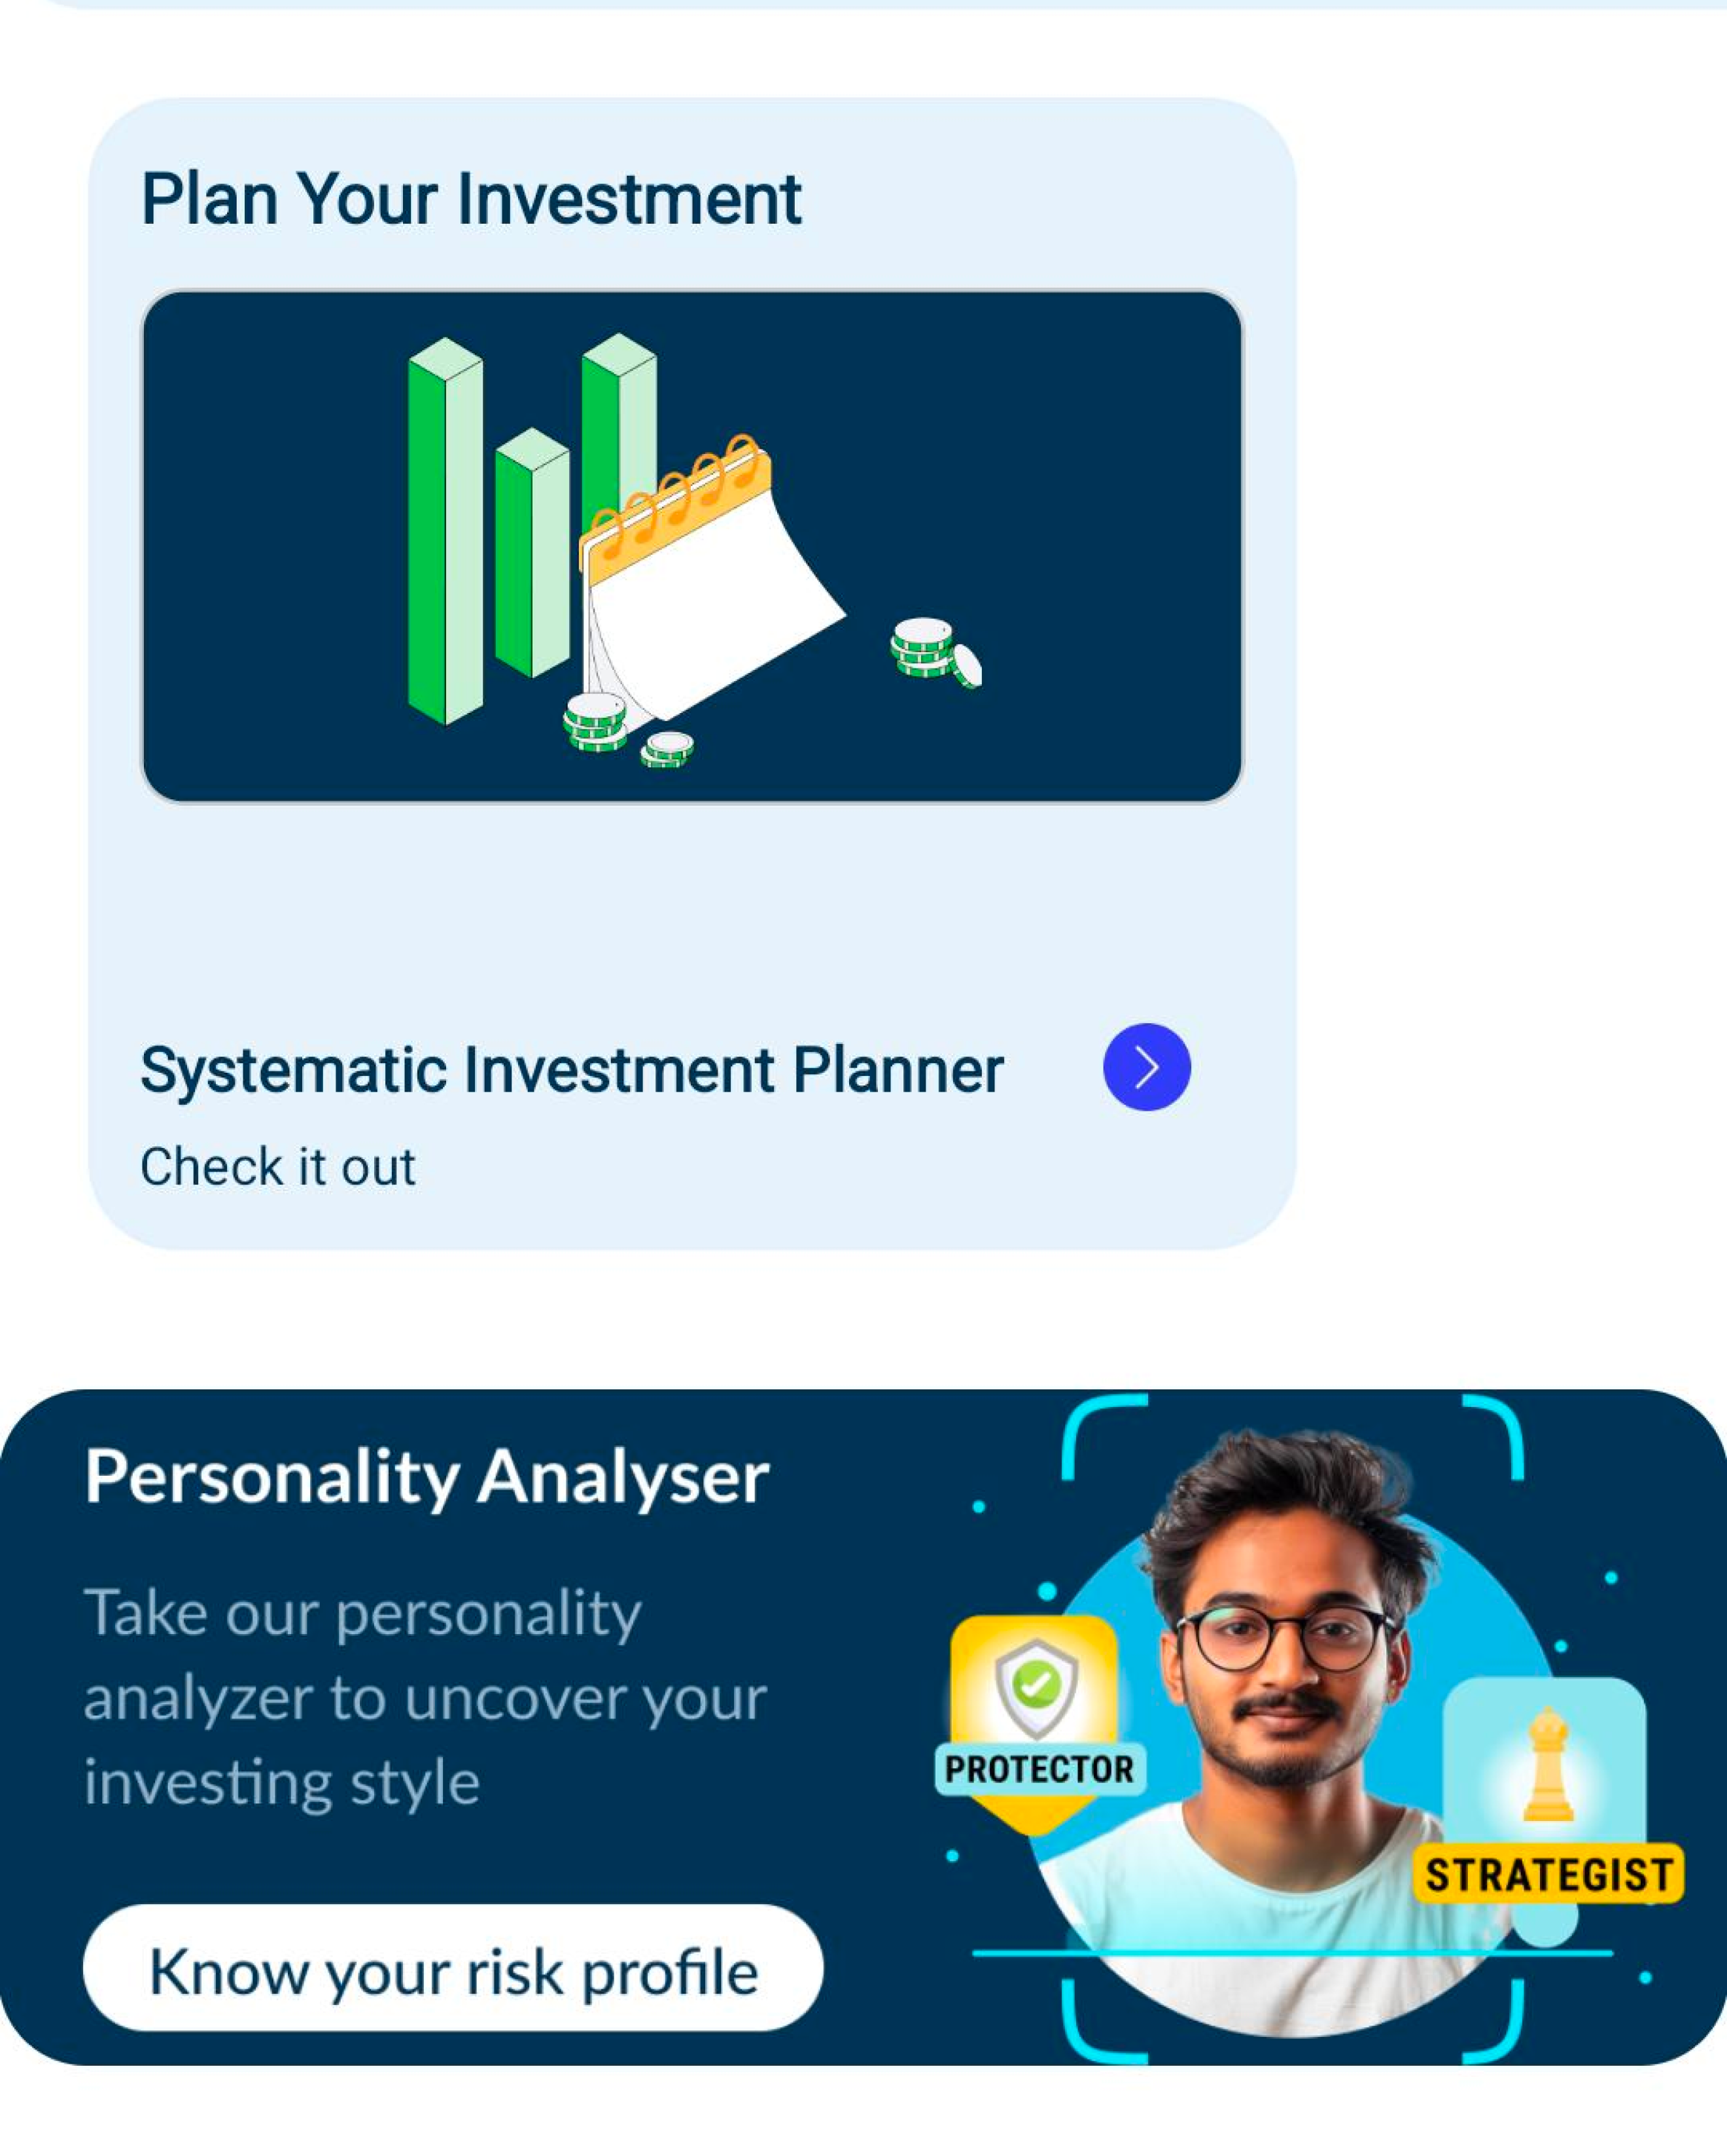 Plan Your Investment
Systematic Investment Planner
Check it out
Personality Analyser
Take our personality
analyzer to uncover your
investing style
Know your risk profile
PROTECTOR
STRATEGIST